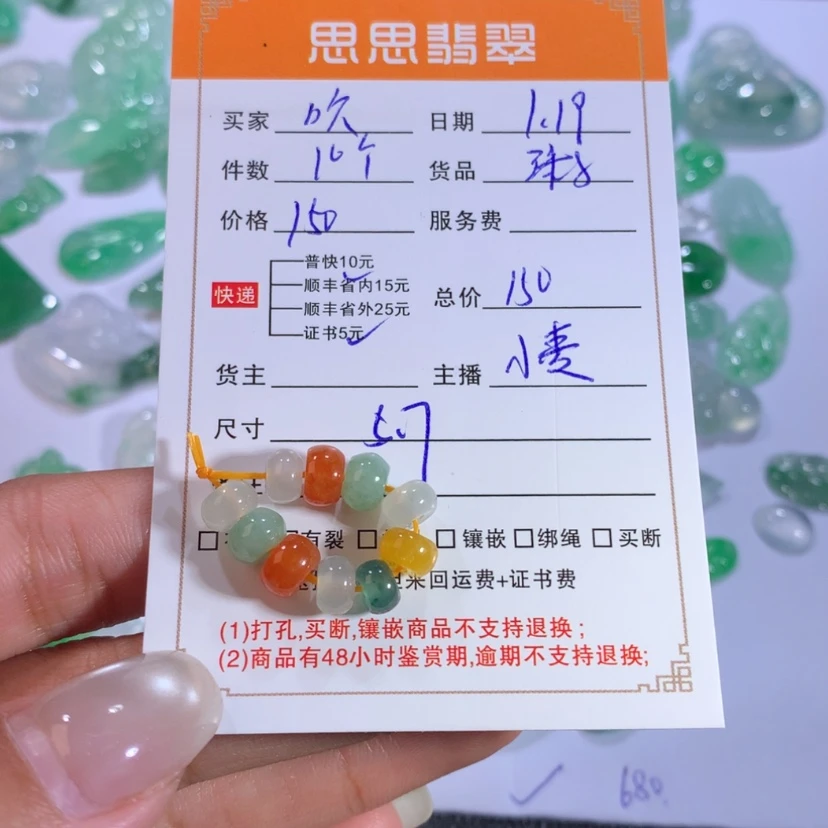 思思翡翠
买家 吹 日期 1.19
件数 10个 货品 珠子
价格 150 服务费
普快10元
顺丰省内15元
快递 总价 150
顺丰省外25元
证书5元
货主 主播 小麦
尺寸 5.7
有裂 镶嵌 绑绳 买断
来回运费+证书费
(1)打孔,买断,镶嵌商品不支持退换;
(2)商品有48小时鉴赏期,逾期不支持退换;
680